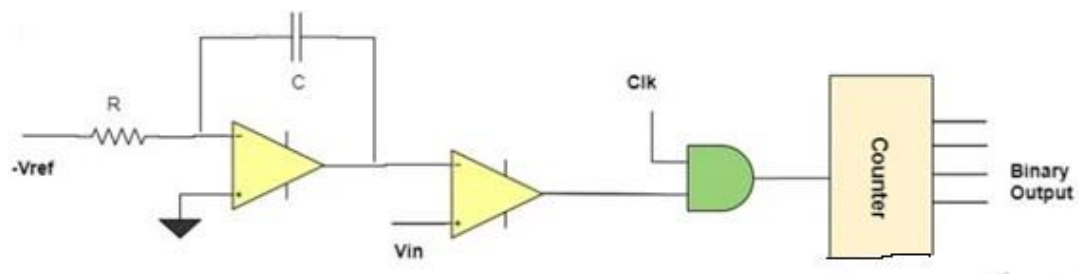 C
R
Clk
-Vref
Vin
Counter
Binary
Output